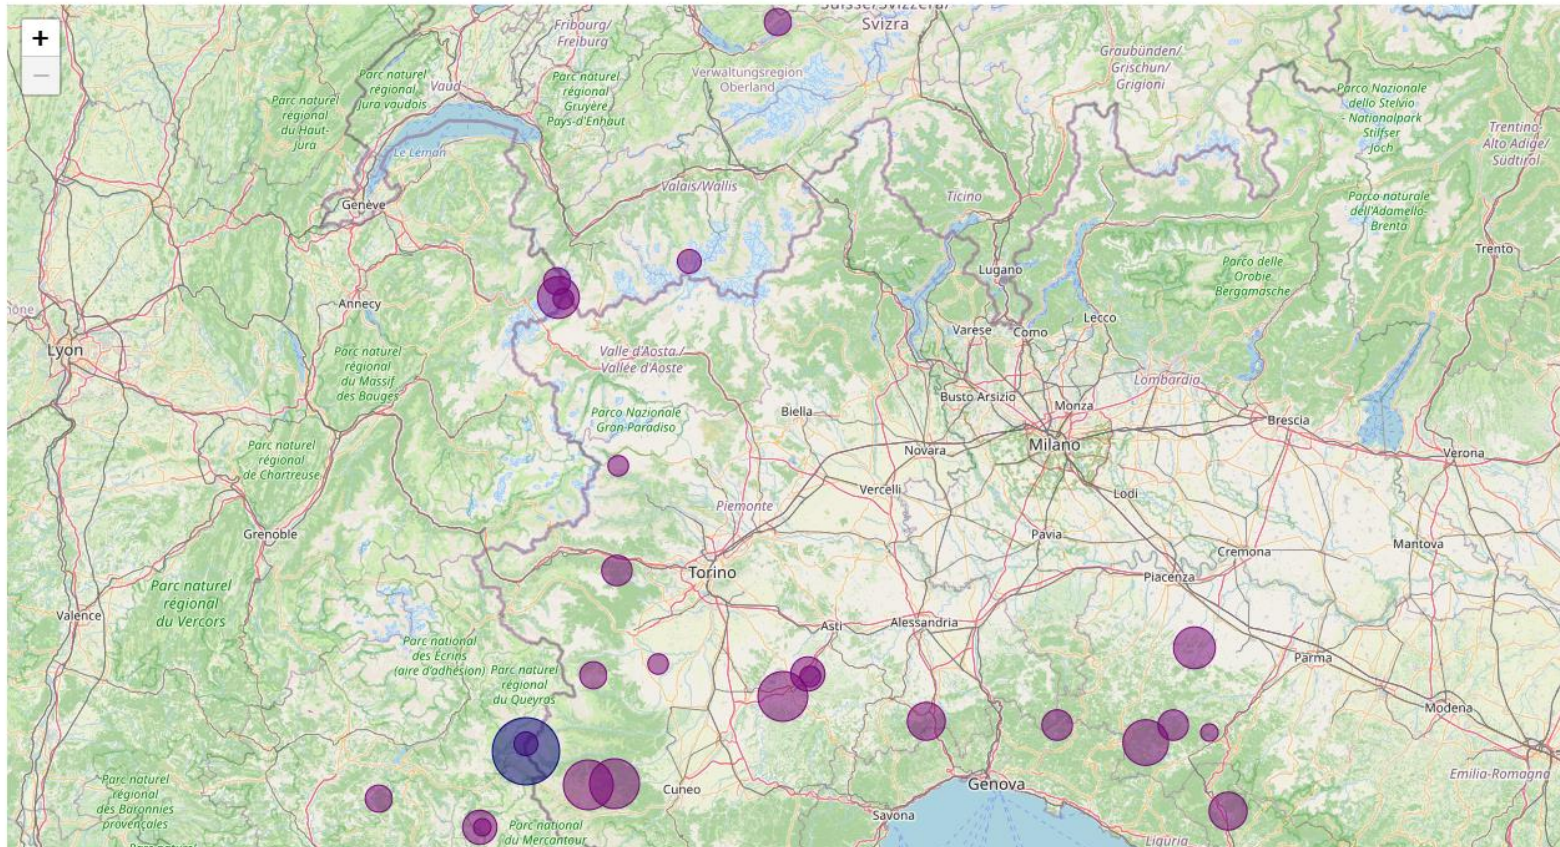 +
−
Suisse/Svizzera/
Svizra
Fribourg/
Freiburg
Graubünden/
Grischun/
Grigioni
Verwaltungsregion
Oberland
Parc naturel
régional
Jura vaudois
Vaud
Parc naturel
régional
Gruyère
Pays-d'Enhaut
Parc naturel
régional
du Haut-
Jura
Parco Nazionale
dello Stelvio
- Nationalpark
Stilfser
Joch
Trentino-
Alto Adige/
Südtirol
Le Léman
Valais/Wallis
Ticino
Parco naturale
dell'Adamello-
Brenta
Genève
Trento
Lugano
Parco delle
Orobie
Bergamasche
Annecy
Lecco
Varese
Como
Lyon
Parc naturel
régional
du Massif
des Bauges
Valle d'Aosta /
Vallée d'Aoste
Lombardia
Busto Arsizio
Monza
Biella
Parco Nazionale
Gran Paradiso
Brescia
Milano
Parc naturel
régional
de Chartreuse
Novara
Verona
Vercelli
Lodi
Piemonte
Grenoble
Pavia
Mantova
Cremona
Torino
Piacenza
Parc naturel
régional
du Vercors
Valence
Asti
Alessandria
Parc national
des Écrins
(aire d'adhésion)
Parc naturel
régional
du Queyras
Parma
Modena
Emilia-Romagna
Parc naturel
régional
des Baronnies
provençales
Cuneo
Genova
Savona
Parc national
du Mercantour
Liguria